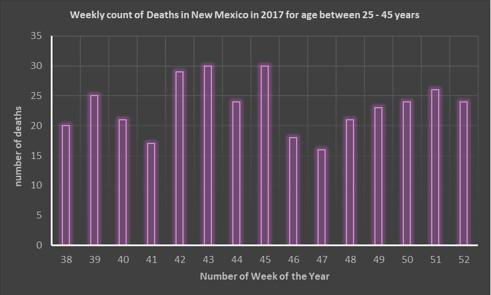 Weekly count of Deaths in New Mexico in 2017 for age between 25 - 45 years
35
30
25
20
15
10
5
0
number of deaths
38 39 40 41 42 43 44 45 46 47 48 49 50 51 52
Number of Week of the Year